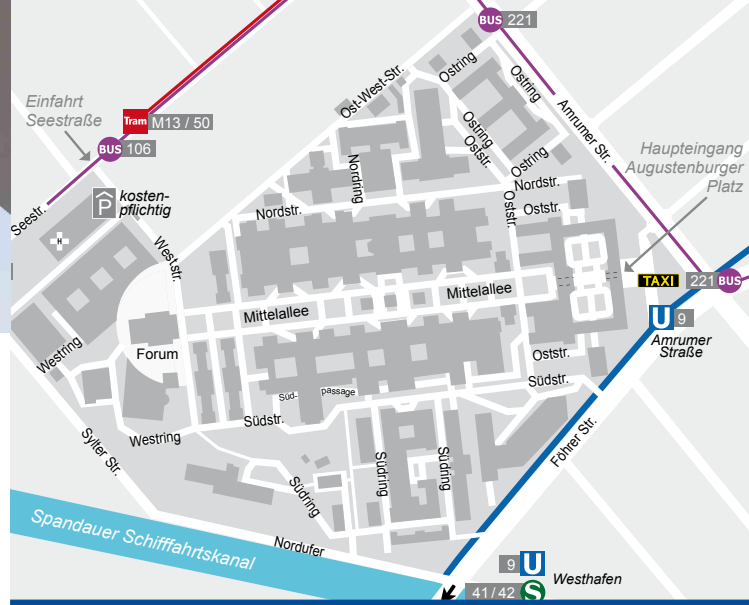 BUS 221
Ost-West-Str.
Ostring
Ostring
Amrumer Str.
Einfahrt
Seestraße
Tram M13 / 50
BUS 106
Ostring
Oststr.
Ostring
Haupteingang
Augustenburger
Platz
Nordring
Nordstr.
P kosten-
pflichtig
Seestr.
H
Nordstr.
Oststr.
Oststr.
Weststr.
TAXI
221 BUS
Mittelallee
Mittelallee
U 9
Amrumer
Straße
Forum
Westring
Oststr.
Südstr.
Süd- passage
Südstr.
Westring
Sylter Str.
Föhrer Str.
Südring
Südring
Südring
Spandauer Schifffahrtskanal
Nordufer
9 U
Westhafen
41 / 42 S